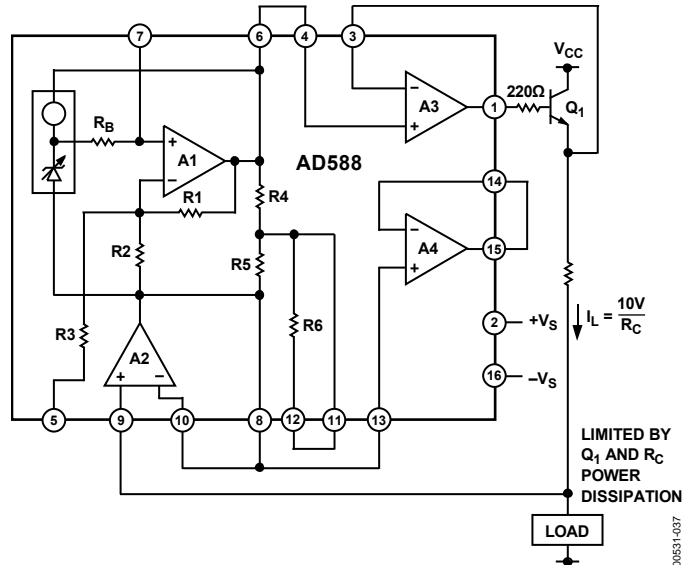 7
6
4
3
V_CC
220Ω
1
Q_1
R_B
+
A1
–
–
A3
+
AD588
R1
R4
14
R2
R5
–
A4
+
15
R3
R6
2
+V_S
I_L = 10V / R_C
A2
+
–
16
–V_S
5
9
10
8
12
11
13
LIMITED BY
Q_1 AND R_C
POWER
DISSIPATION
LOAD
00531-037